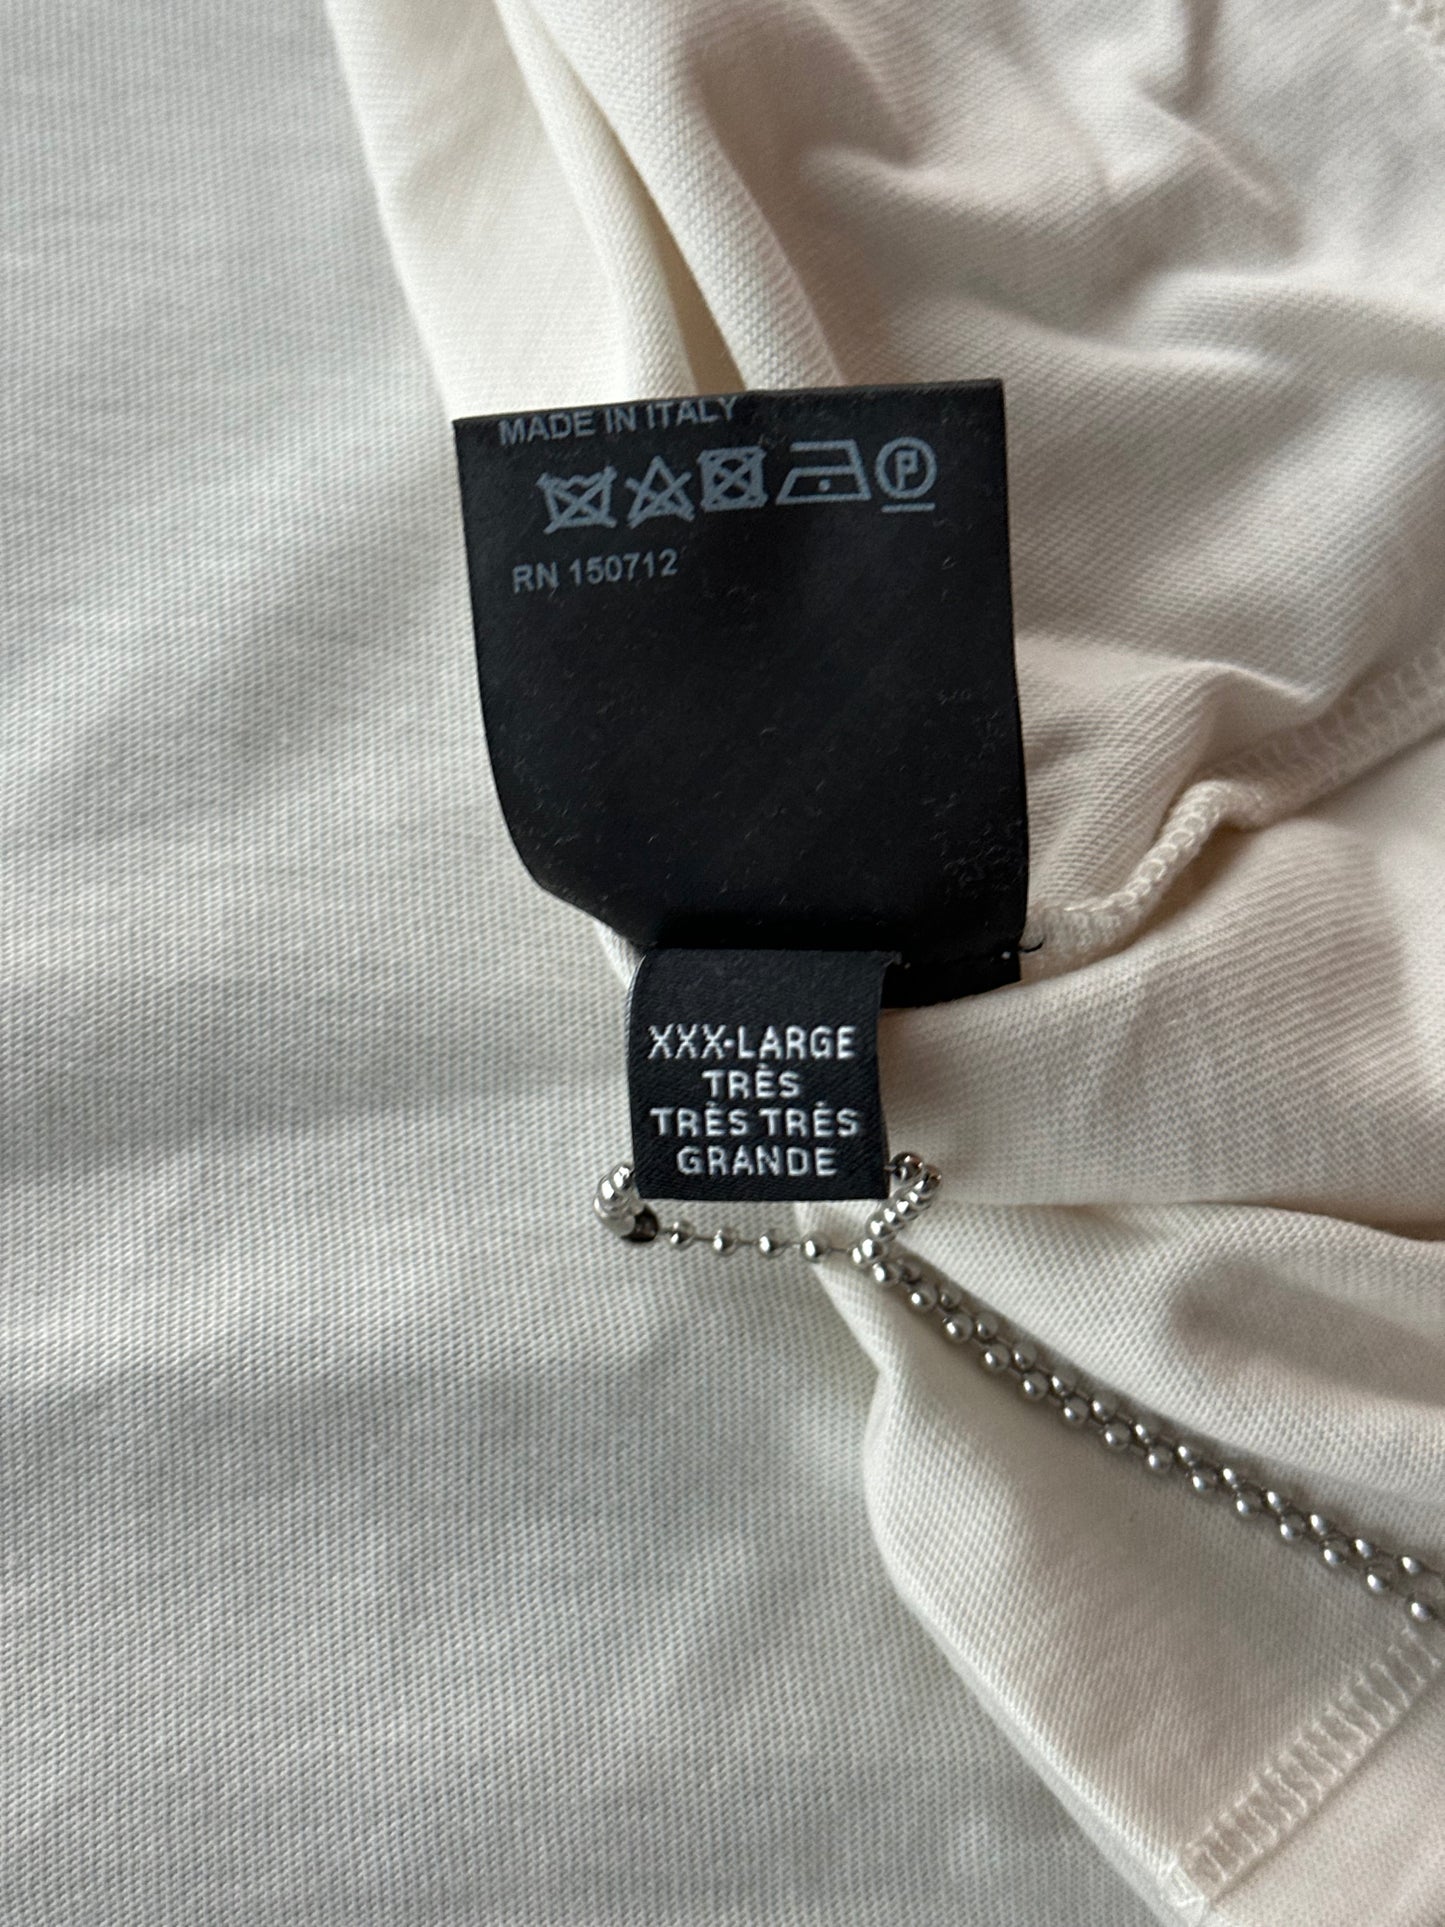 MADE IN ITALY
P
RN 150712
XXX-LARGE
TRÈS
TRÈS TRÈS
GRANDE